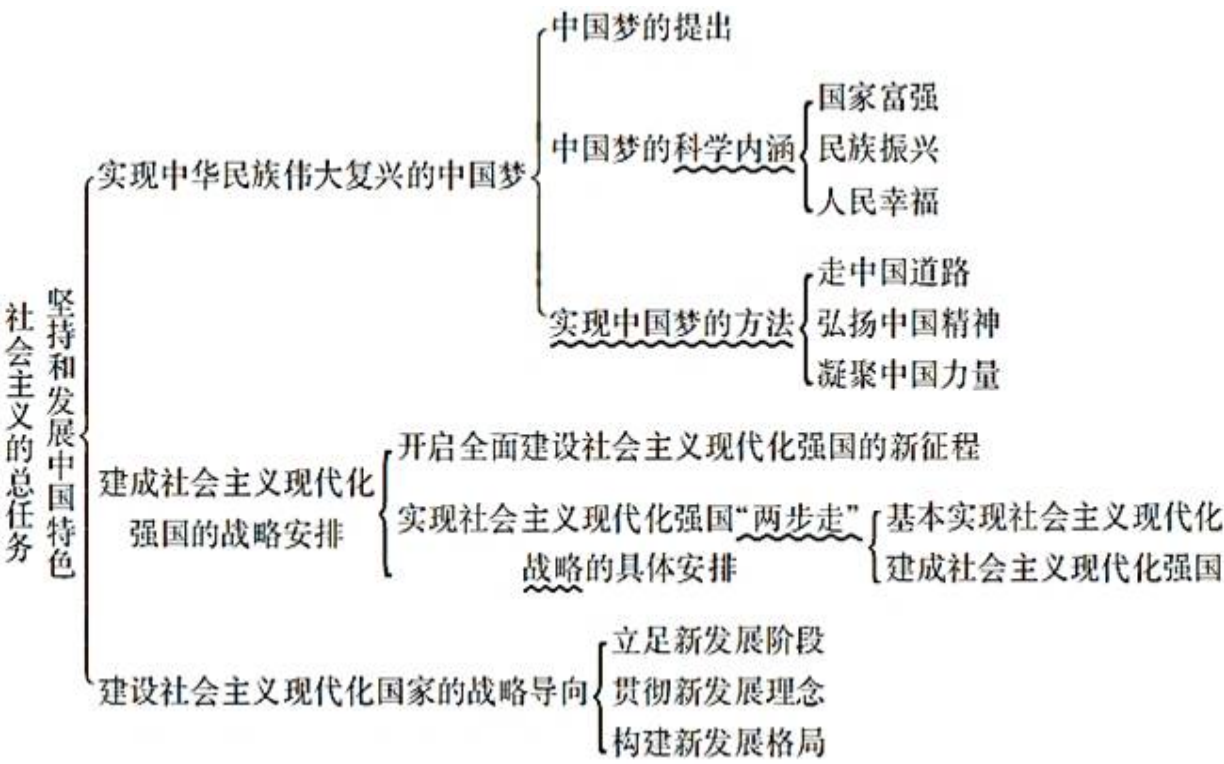 坚持和发展中国特色
社会主义的总任务
实现中华民族伟大复兴的中国梦
中国梦的提出
中国梦的科学内涵
国家富强
民族振兴
人民幸福
实现中国梦的方法
走中国道路
弘扬中国精神
凝聚中国力量
建成社会主义现代化
强国的战略安排
开启全面建设社会主义现代化强国的新征程
实现社会主义现代化强国“两步走”
战略的具体安排
基本实现社会主义现代化
建成社会主义现代化强国
建设社会主义现代化国家的战略导向
立足新发展阶段
贯彻新发展理念
构建新发展格局